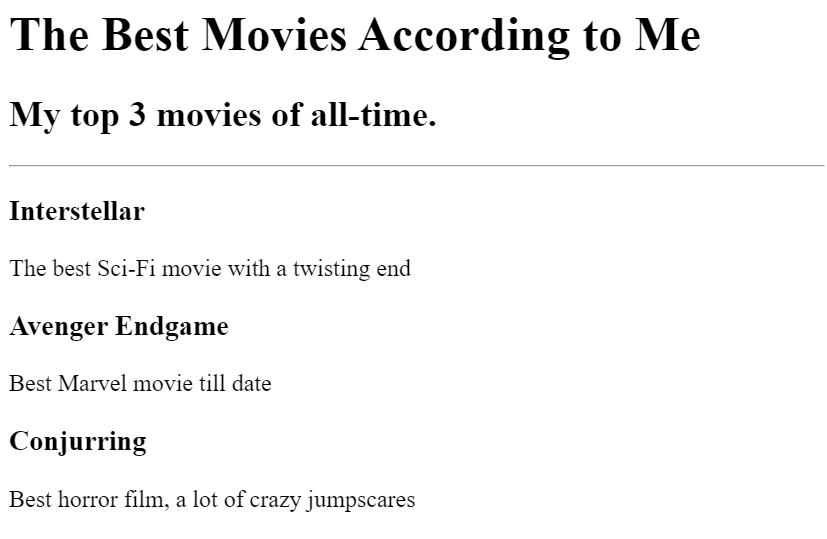 The Best Movies According to Me
My top 3 movies of all-time.
Interstellar
The best Sci-Fi movie with a twisting end
Avenger Endgame
Best Marvel movie till date
Conjurring
Best horror film, a lot of crazy jumpscares